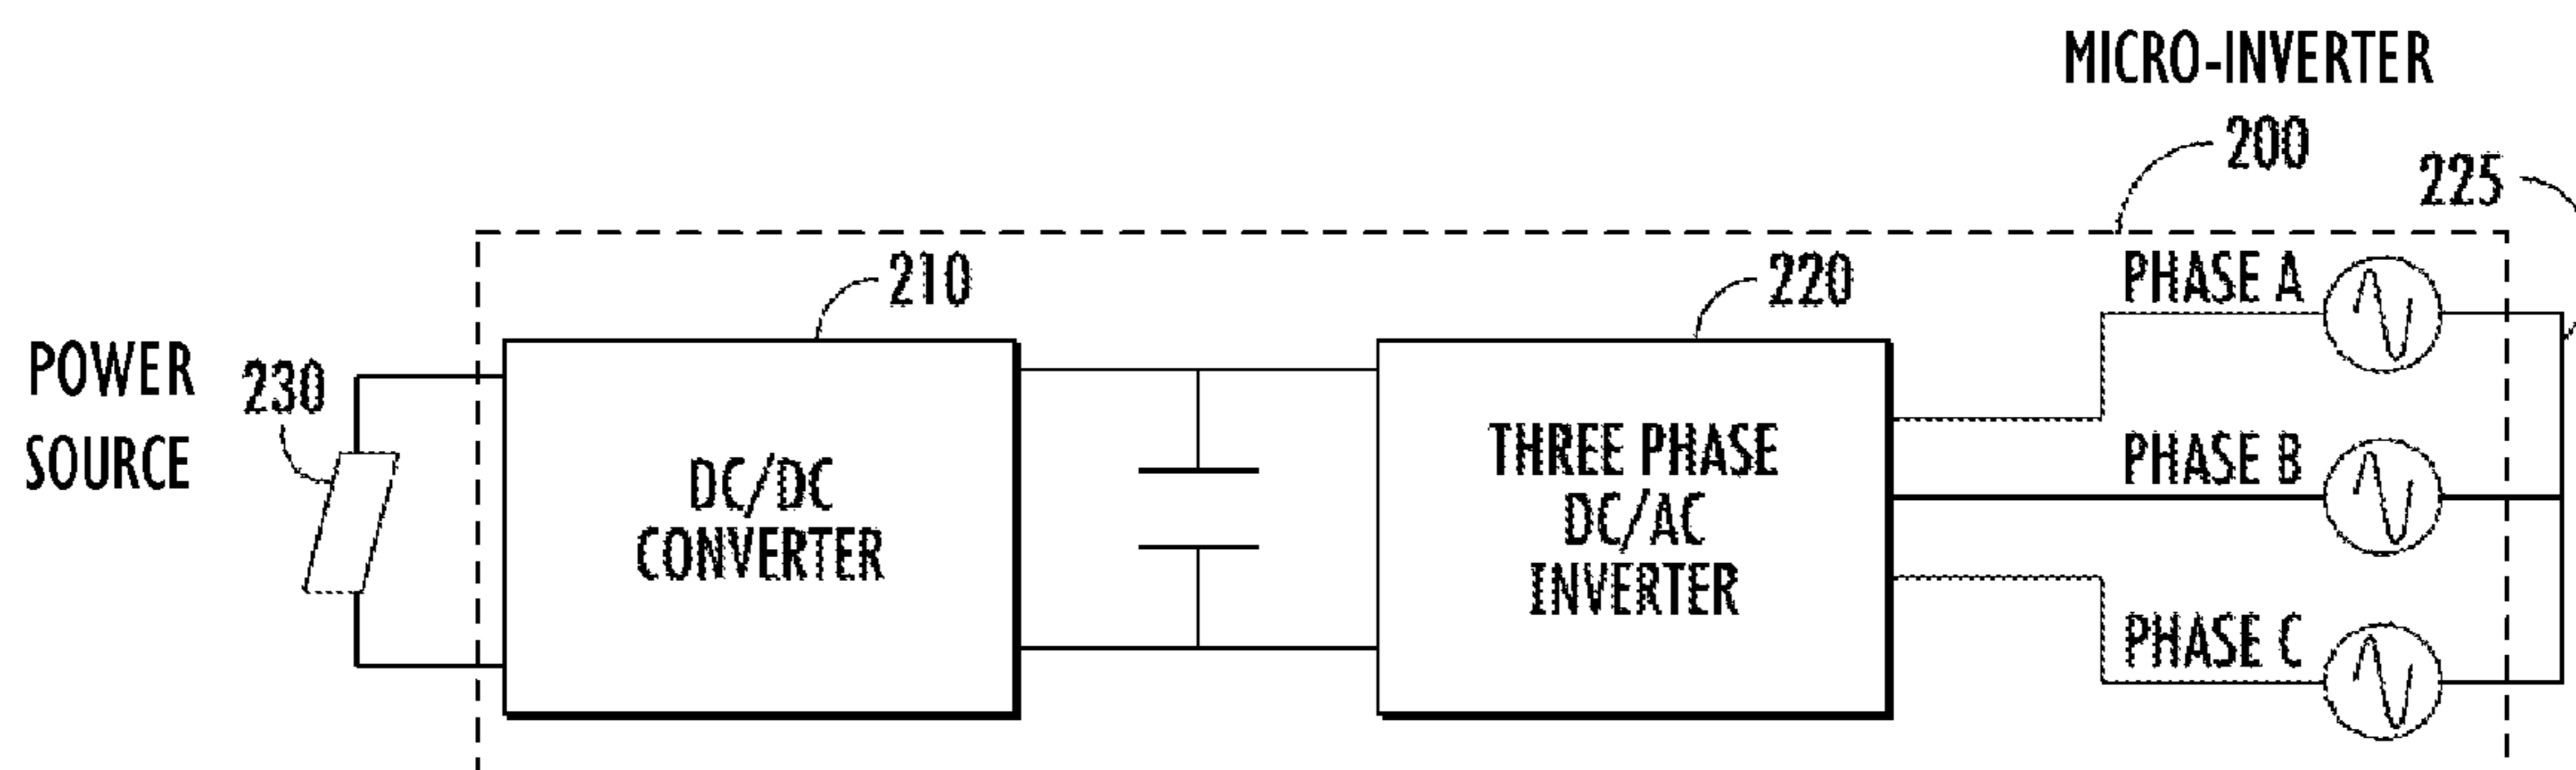 MICRO-INVERTER
200
225
210
220
PHASE A
POWER
SOURCE
230
DC/DC
CONVERTER
THREE PHASE
DC/AC
INVERTER
PHASE B
PHASE C